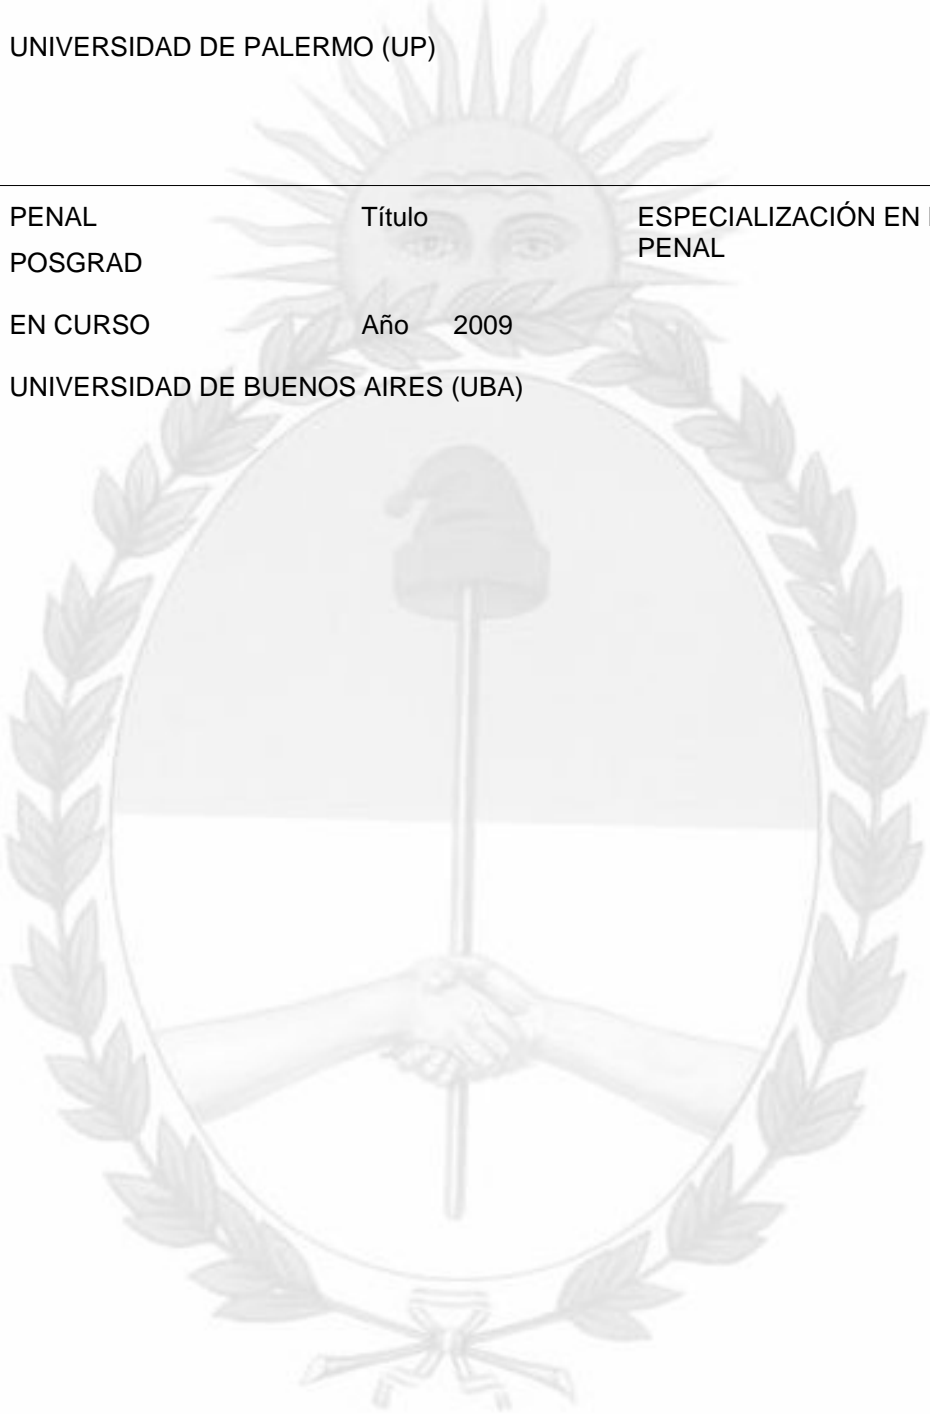 UNIVERSIDAD DE PALERMO (UP)
PENAL Título ESPECIALIZACIÓN EN
PENAL
POSGRAD
EN CURSO Año 2009
UNIVERSIDAD DE BUENOS AIRES (UBA)